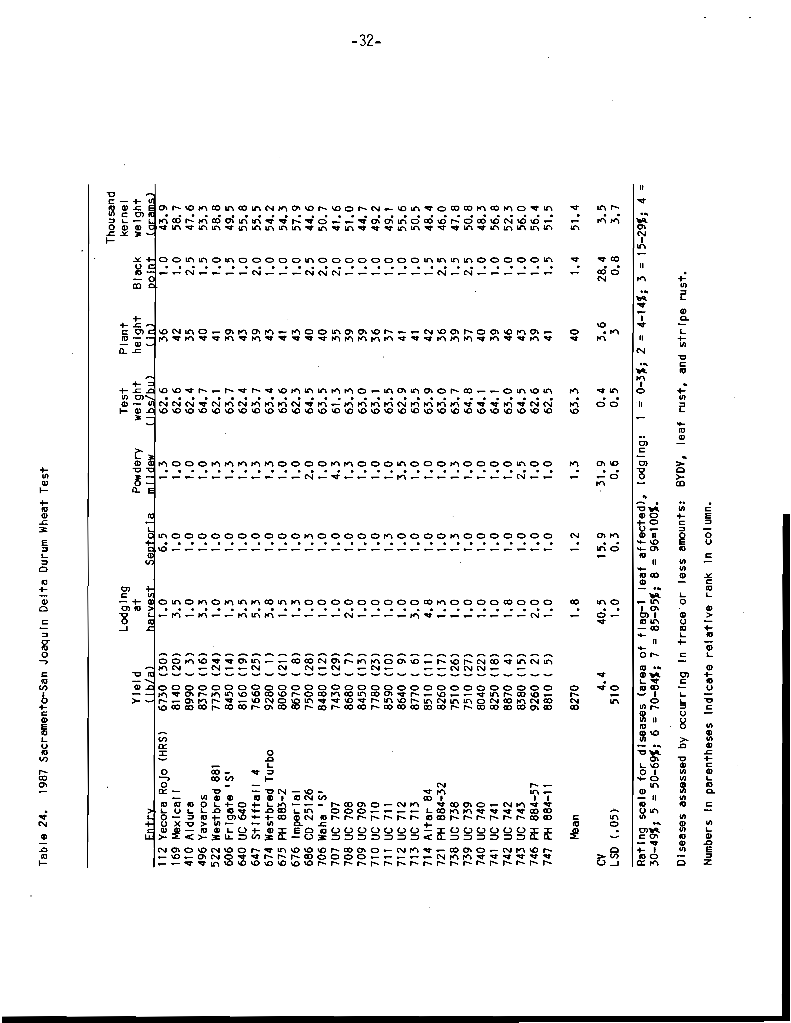 -32-
Table 24. 1987 Sacramento-San Joaquin Delta Durum Wheat Test
Lodging Thousand
Yield at Powdery Test Plant Black kernel
(lb/a) harvest Septoria mildew weight height point weight
Entry (lbs/bu) (in) (grams)
112 Yecora Rojo (HRS) 6730 (30) 1.0 6.5 1.3 62.6 36 1.0 43.9
169 Mexicali 8140 (20) 3.5 1.0 1.0 62.6 42 1.0 58.7
410 Aldura 8990 ( 3) 1.0 1.0 1.0 62.4 35 2.5 47.6
496 Yavaros 8370 (16) 3.3 1.0 1.0 64.7 40 1.5 53.3
522 Westbred 881 7730 (24) 1.0 1.0 1.3 62.1 41 1.0 58.8
606 Frigate 'S' 8450 (14) 1.3 1.0 1.3 63.7 39 1.5 49.5
640 UC 640 8160 (19) 3.5 1.0 1.3 62.4 43 1.0 55.8
647 Stifftail 4 7660 (25) 5.3 1.0 1.3 63.7 39 2.0 55.5
674 Westbred Turbo 9280 ( 1) 3.8 1.0 1.3 63.4 43 1.0 54.2
675 PH 883-2 8060 (21) 1.5 1.0 1.0 63.6 41 1.0 54.3
676 Imperial 8670 ( 8) 1.3 1.0 1.0 62.3 43 1.0 57.9
686 CD 25126 7500 (28) 1.0 1.3 2.0 64.5 40 2.5 44.6
706 Waha 'S' 8480 (12) 1.0 1.0 1.0 63.5 40 2.0 50.7
707 UC 707 7430 (29) 1.0 1.0 4.3 61.3 35 2.0 41.6
708 UC 708 8680 ( 7) 2.0 1.0 1.3 63.3 39 1.0 51.0
709 UC 709 8450 (13) 1.0 1.0 1.0 63.0 39 1.0 44.7
710 UC 710 7780 (23) 1.0 1.0 1.0 63.1 36 1.0 49.2
711 UC 711 8590 (10) 1.0 1.0 1.0 63.5 37 1.0 49.1
712 UC 712 8640 ( 9) 1.0 1.0 3.5 62.9 41 1.0 55.6
713 UC 713 8770 ( 6) 3.0 1.0 1.0 63.5 41 1.0 50.5
714 Altar 84 8510 (11) 4.8 1.0 1.0 63.9 42 1.5 48.4
721 PH 884-32 8260 (17) 1.3 1.0 1.0 63.0 36 2.5 46.0
738 UC 738 7510 (26) 1.0 1.3 1.3 63.7 39 1.5 47.8
739 UC 739 7510 (27) 1.0 1.0 1.0 64.8 37 2.5 50.8
740 UC 740 8040 (22) 1.0 1.0 1.0 64.1 40 1.0 48.3
741 UC 741 8250 (18) 1.0 1.0 1.0 64.1 39 1.0 56.8
742 UC 742 8870 ( 4) 1.8 1.0 1.0 63.0 46 1.0 52.3
743 UC 743 8380 (15) 1.0 1.0 2.5 64.5 43 1.0 56.0
746 PH 884-57 9260 ( 2) 2.0 1.0 1.0 62.6 39 1.0 56.4
747 PH 884-11 8810 ( 5) 1.0 1.0 1.0 62.5 41 1.5 51.5
Mean 8270 1.8 1.2 1.3 63.3 40 1.4 51.4
CV 4.4 40.5 15.9 31.9 0.4 3.6 28.4 3.5
LSD (.05) 510 1.0 0.3 0.6 0.5 3 0.8 3.7
Rating scale for diseases (area of flag-1 leaf affected), lodging: 1 = 0-3%; 2 = 4-14%; 3 = 15-29%; 4 =
30-49%; 5 = 50-69%; 6 = 70-84%; 7 = 85-95%; 8 = 96=100%.
Diseases assessed by occurring in trace or less amounts: BYDV, leaf rust, and stripe rust.
Numbers in parentheses indicate relative rank in column.